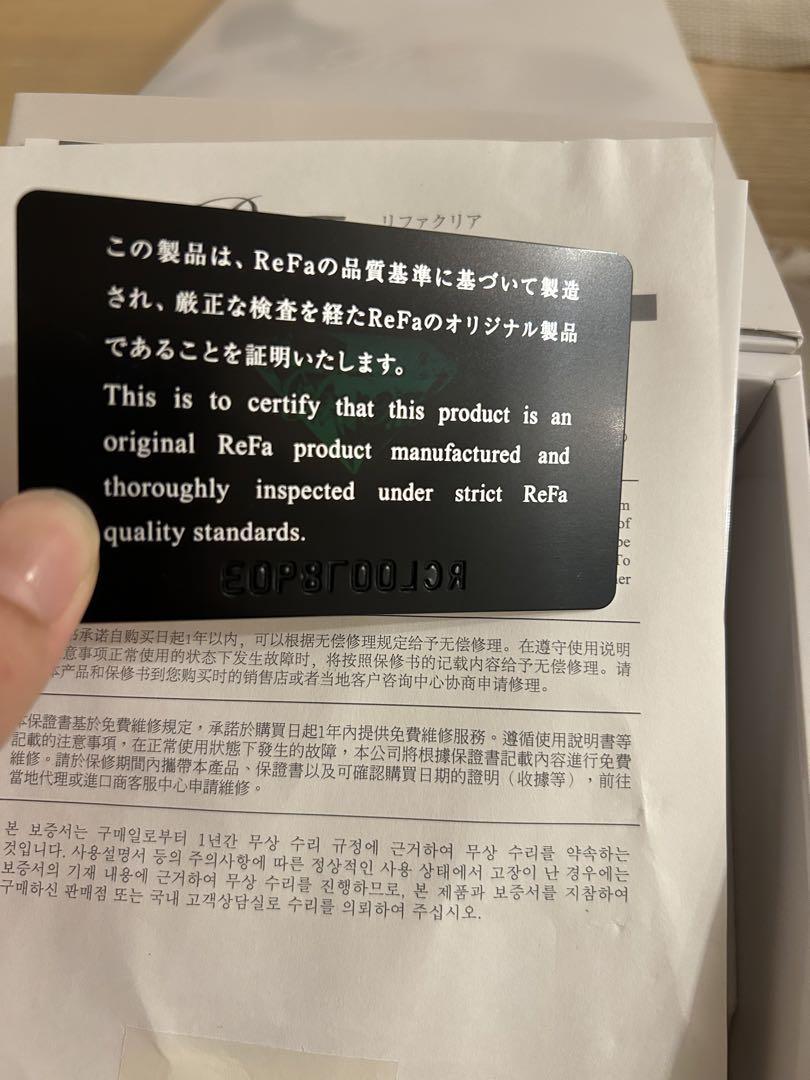 リファクリア
この製品は、ReFaの品質基準に基づいて製造
され、厳正な検査を経たReFaのオリジナル製品
であることを証明いたします。
This is to certify that this product is an
original ReFa product manufactured and
thoroughly inspected under strict ReFa
quality standards.
RCL0078903
m
of
be
To
er
承诺自购买日起1年以内，可以根据无偿修理规定给予无偿修理。在遵守使用说明
意事项正常使用的状态下发生故障时，将按照保修书的记载内容给予无偿修理。请
本产品和保修书到您购买时的销售店或者当地客户咨询中心协商申请修理。
本保證書基於免費維修規定，承諾於購買日起1年內提供免費維修服務。遵循使用說明書等
記載的注意事項，在正常使用狀態下發生的故障，本公司將根據保證書記載內容進行免費
維修。請於保修期間內攜帶本產品、保證書以及可確認購買日期的證明（收據等），前往
當地代理或進口商客服中心申請維修。
본 보증서는 구매일로부터 1년간 무상 수리 규정에 근거하여 무상 수리를 약속하는
것입니다. 사용설명서 등의 주의사항에 따른 정상적인 사용 상태에서 고장이 난 경우에는
보증서의 기재 내용에 근거하여 무상 수리를 진행하므로, 본 제품과 보증서를 지참하여
구매하신 판매점 또는 국내 고객상담실로 수리를 의뢰하여 주십시오.